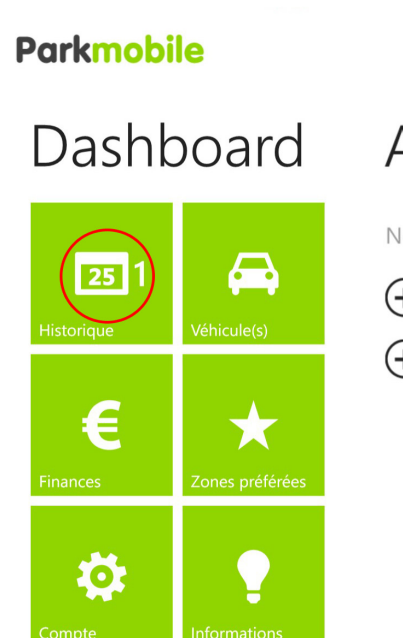 Parkmobile
Dashboard A
N
25 1
Historique Véhicule(s)
€
Finances Zones préférées
Compte Informations